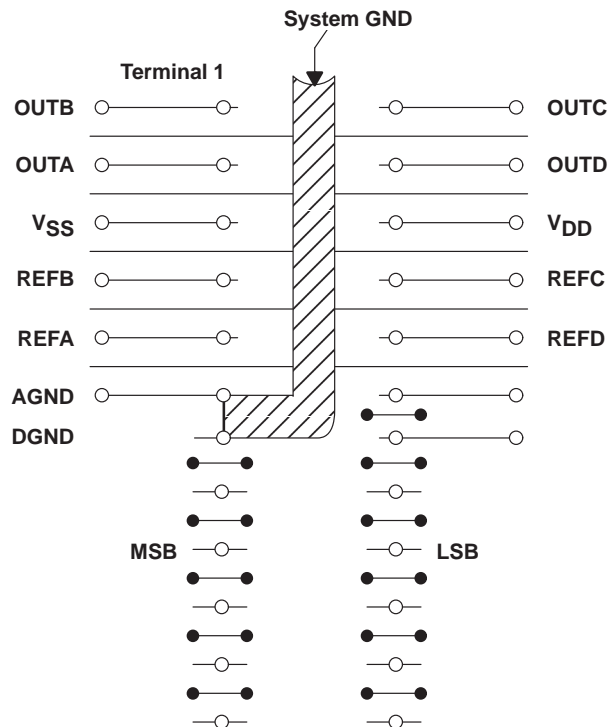 System GND
Terminal 1
OUTB
OUTC
OUTA
OUTD
VSS
VDD
REFB
REFC
REFA
REFD
AGND
DGND
MSB
LSB